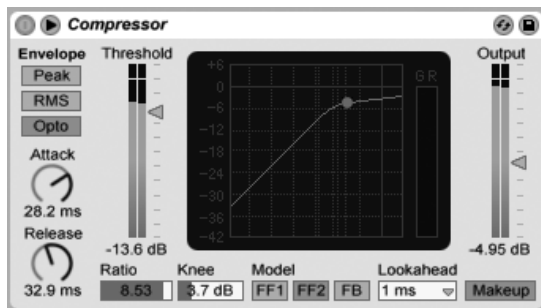 Compressor
Envelope Threshold Output
Peak
RMS
Opto
Attack
28.2 ms
Release
32.9 ms
+6
0
-6
-12
-18
-24
-30
-36
-42
GR
-13.6 dB
-4.95 dB
Ratio Knee Model Lookahead
8.53 3.7 dB FF1 FF2 FB 1 ms Makeup